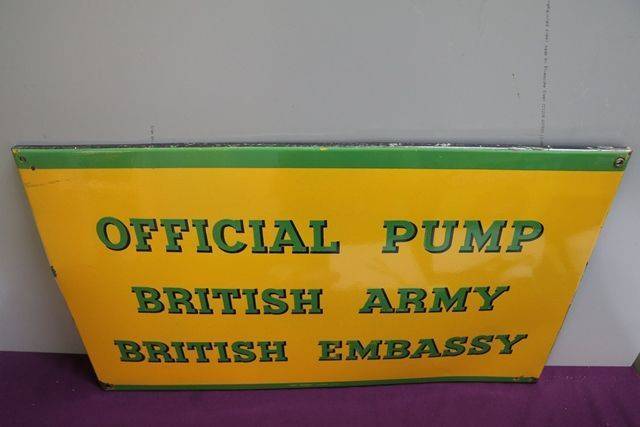 OFFICIAL PUMP
BRITISH ARMY
BRITISH EMBASSY